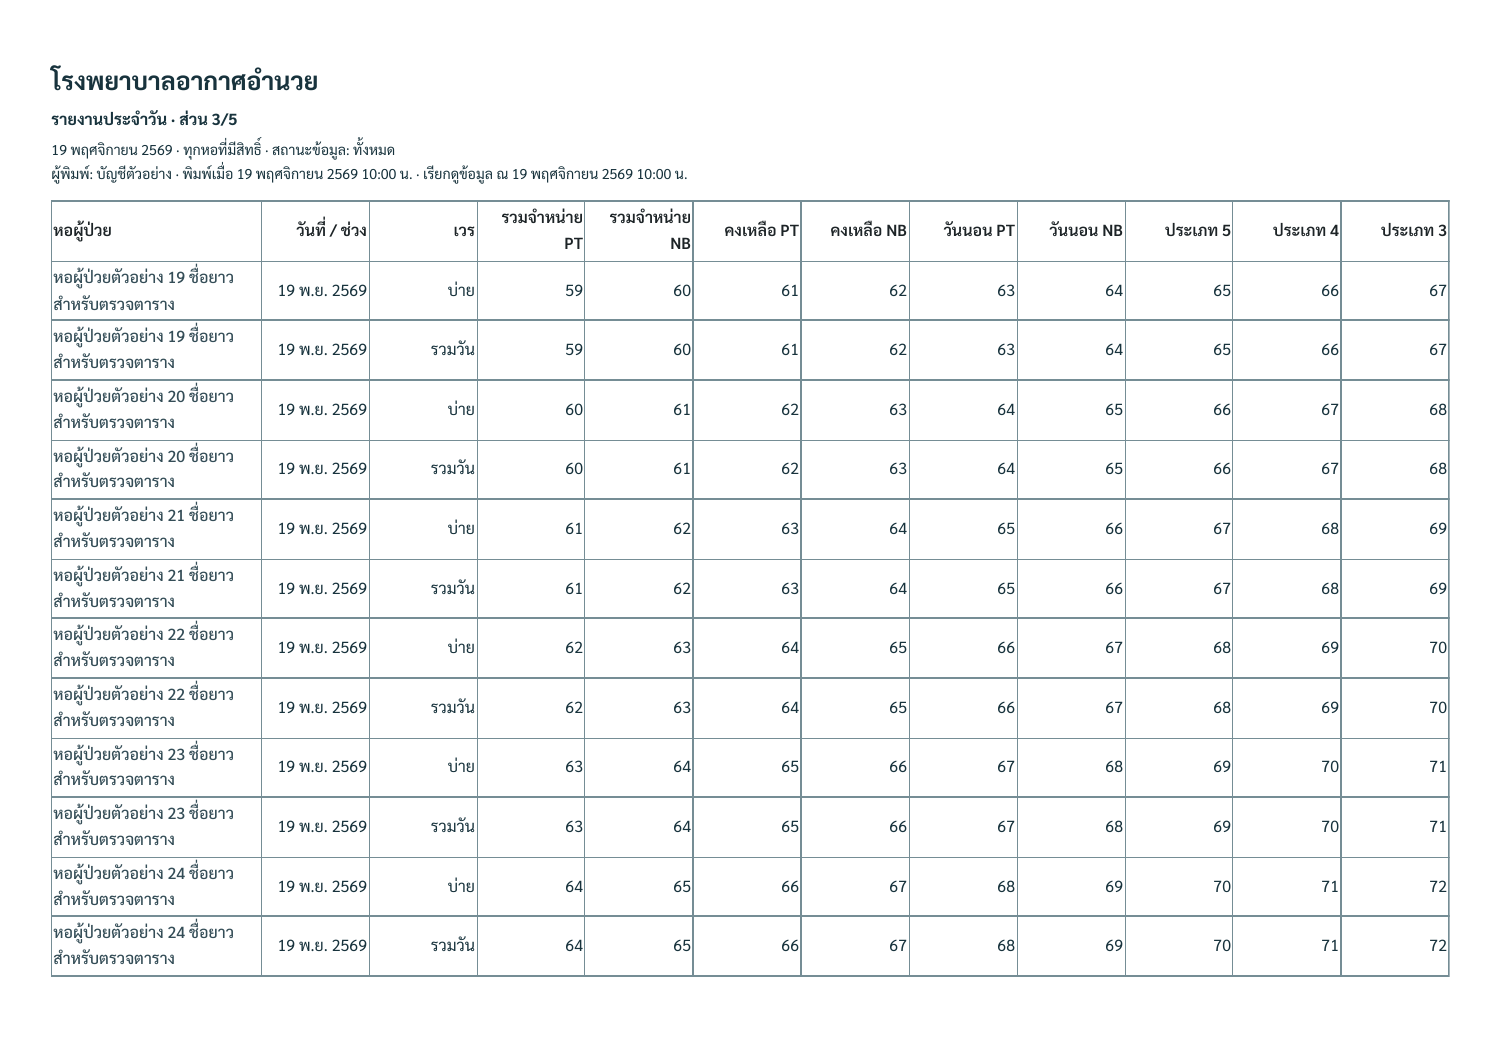 โรงพยาบาลอากาศอำนวย
รายงานประจำวัน · ส่วน 3/5
19 พฤศจิกายน 2569 · ทุกหอที่มีสิทธิ์ · สถานะข้อมูล: ทั้งหมด
ผู้พิมพ์: บัญชีตัวอย่าง · พิมพ์เมื่อ 19 พฤศจิกายน 2569 10:00 น. · เรียกดูข้อมูล ณ 19 พฤศจิกายน 2569 10:00 น.
หอผู้ป่วย วันที่ / ช่วง เวร รวมจำหน่าย PT รวมจำหน่าย NB คงเหลือ PT คงเหลือ NB วันนอน PT วันนอน NB ประเภท 5 ประเภท 4 ประเภท 3
หอผู้ป่วยตัวอย่าง 19 ชื่อยาว
สำหรับตรวจตาราง 19 พ.ย. 2569 บ่าย 59 60 61 62 63 64 65 66 67
หอผู้ป่วยตัวอย่าง 19 ชื่อยาว
สำหรับตรวจตาราง 19 พ.ย. 2569 รวมวัน 59 60 61 62 63 64 65 66 67
หอผู้ป่วยตัวอย่าง 20 ชื่อยาว
สำหรับตรวจตาราง 19 พ.ย. 2569 บ่าย 60 61 62 63 64 65 66 67 68
หอผู้ป่วยตัวอย่าง 20 ชื่อยาว
สำหรับตรวจตาราง 19 พ.ย. 2569 รวมวัน 60 61 62 63 64 65 66 67 68
หอผู้ป่วยตัวอย่าง 21 ชื่อยาว
สำหรับตรวจตาราง 19 พ.ย. 2569 บ่าย 61 62 63 64 65 66 67 68 69
หอผู้ป่วยตัวอย่าง 21 ชื่อยาว
สำหรับตรวจตาราง 19 พ.ย. 2569 รวมวัน 61 62 63 64 65 66 67 68 69
หอผู้ป่วยตัวอย่าง 22 ชื่อยาว
สำหรับตรวจตาราง 19 พ.ย. 2569 บ่าย 62 63 64 65 66 67 68 69 70
หอผู้ป่วยตัวอย่าง 22 ชื่อยาว
สำหรับตรวจตาราง 19 พ.ย. 2569 รวมวัน 62 63 64 65 66 67 68 69 70
หอผู้ป่วยตัวอย่าง 23 ชื่อยาว
สำหรับตรวจตาราง 19 พ.ย. 2569 บ่าย 63 64 65 66 67 68 69 70 71
หอผู้ป่วยตัวอย่าง 23 ชื่อยาว
สำหรับตรวจตาราง 19 พ.ย. 2569 รวมวัน 63 64 65 66 67 68 69 70 71
หอผู้ป่วยตัวอย่าง 24 ชื่อยาว
สำหรับตรวจตาราง 19 พ.ย. 2569 บ่าย 64 65 66 67 68 69 70 71 72
หอผู้ป่วยตัวอย่าง 24 ชื่อยาว
สำหรับตรวจตาราง 19 พ.ย. 2569 รวมวัน 64 65 66 67 68 69 70 71 72